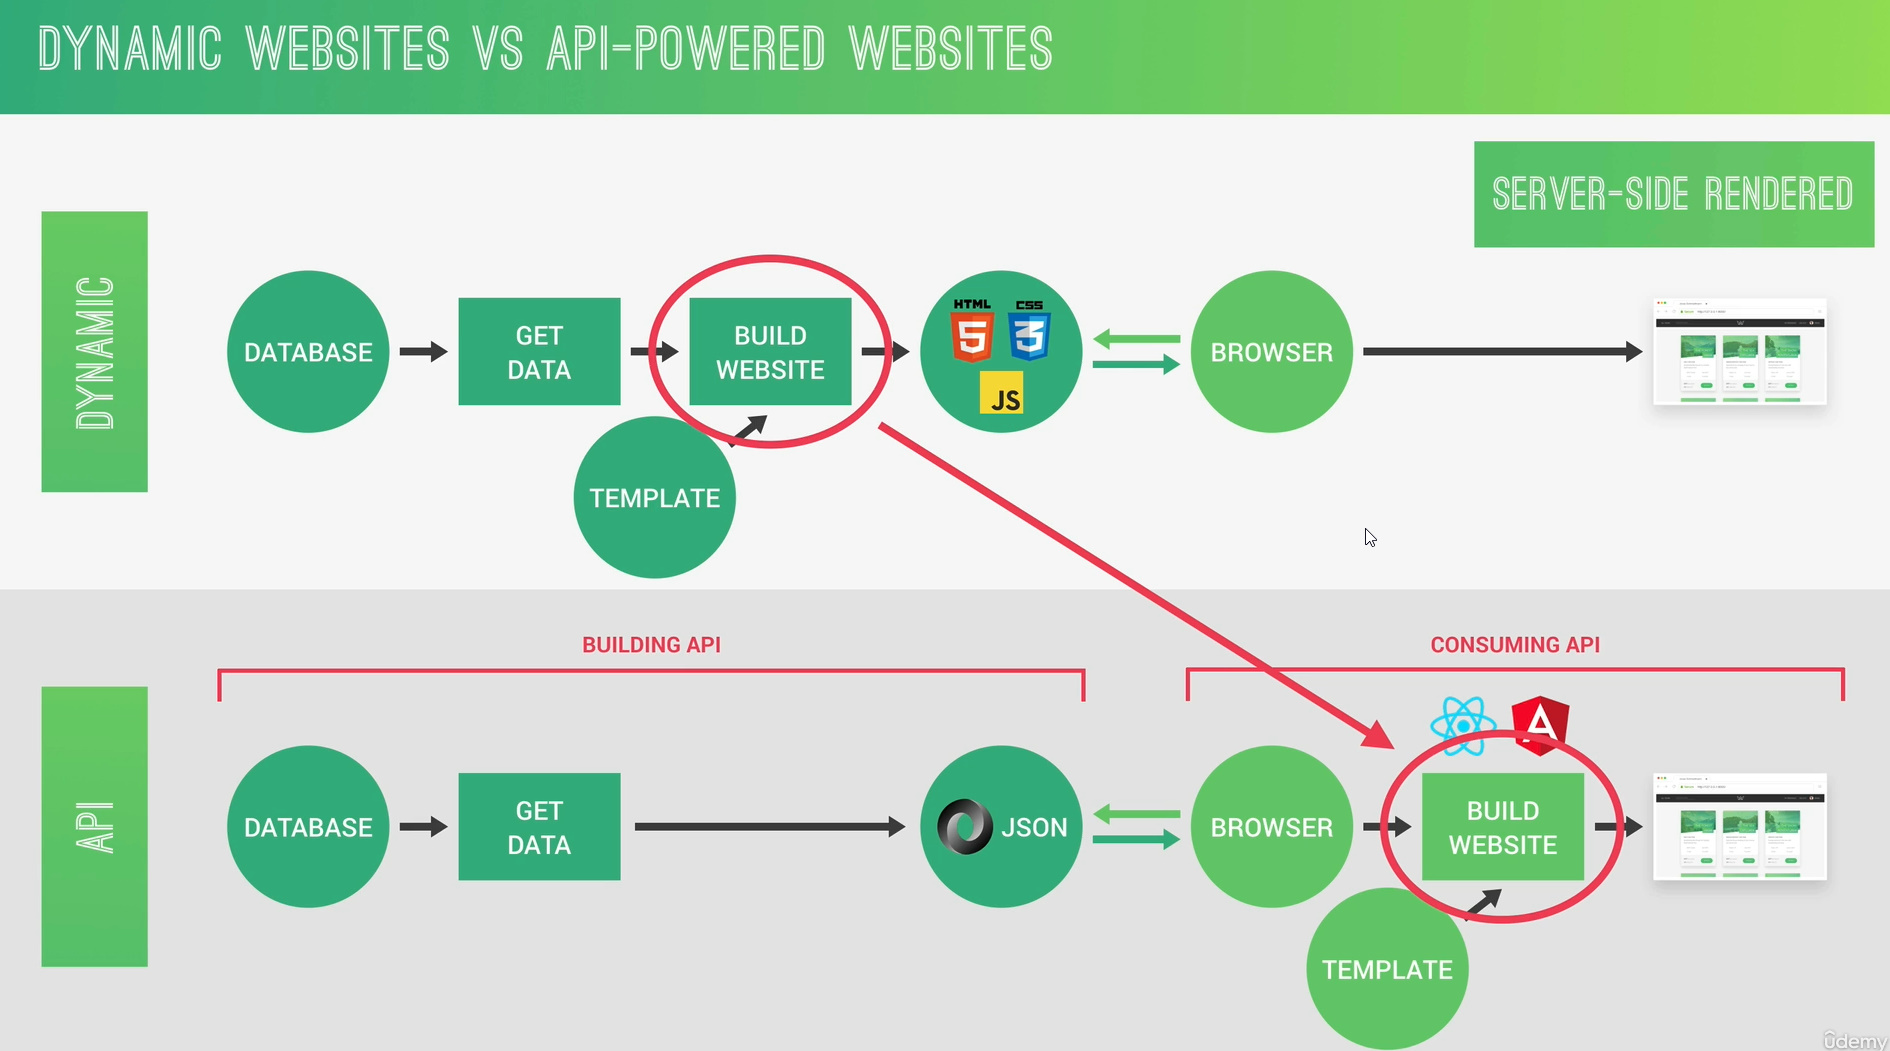 DYNAMIC WEBSITES VS API-POWERED WEBSITES
SERVER-SIDE RENDERED
DYNAMIC
DATABASE
GET
DATA
BUILD
WEBSITE
TEMPLATE
HTML
5
CSS
3
JS
BROWSER
BUILDING API
CONSUMING API
API
DATABASE
GET
DATA
JSON
BROWSER
A
BUILD
WEBSITE
TEMPLATE
udemy